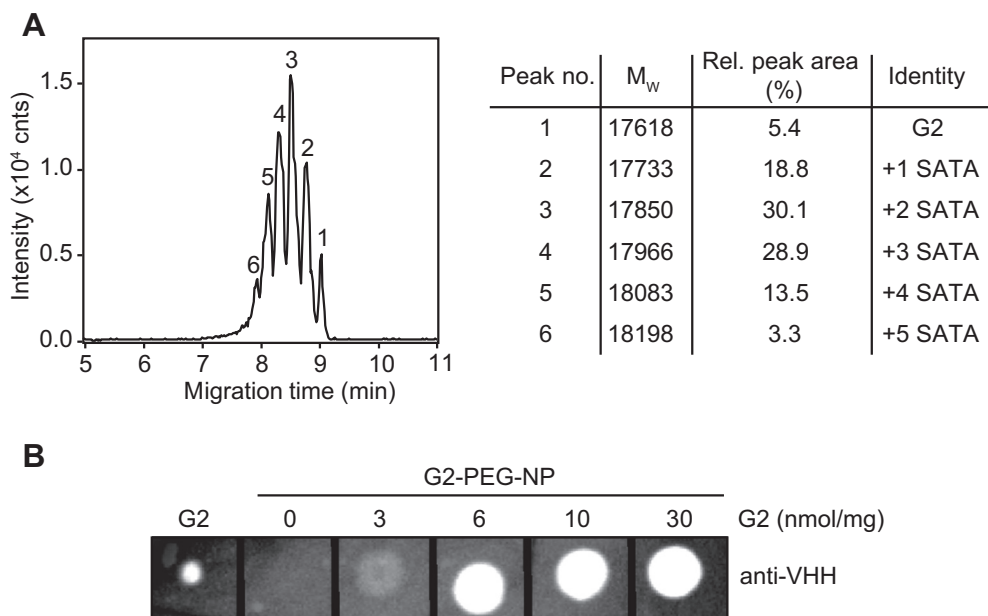 A
Intensity (x10⁴ cnts)
1.5
1.0
0.5
0.0
5 6 7 8 9 10 11
Migration time (min)
6 5 4 3 2 1
Peak no. Mw Rel. peak area (%) Identity
1 17618 5.4 G2
2 17733 18.8 +1 SATA
3 17850 30.1 +2 SATA
4 17966 28.9 +3 SATA
5 18083 13.5 +4 SATA
6 18198 3.3 +5 SATA
B
G2-PEG-NP
G2 0 3 6 10 30 G2 (nmol/mg)
anti-VHH